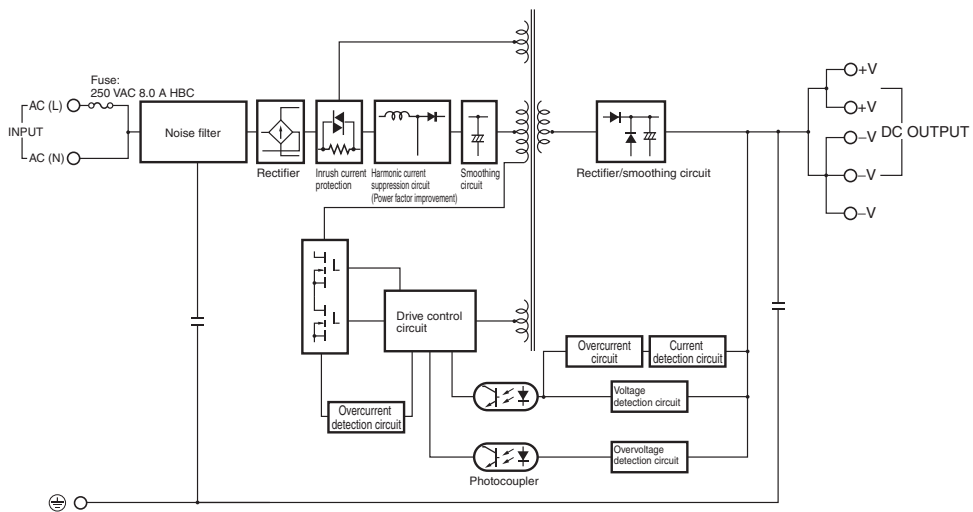 Fuse:
250 VAC 8.0 A HBC
AC (L)
INPUT
AC (N)
Noise filter
Rectifier
Inrush current
protection
Harmonic current
suppression circuit
(Power factor improvement)
Smoothing
circuit
Rectifier/smoothing circuit
+V
+V
DC OUTPUT
–V
–V
–V
Drive control
circuit
Overcurrent
circuit
Current
detection circuit
Voltage
detection circuit
Overcurrent
detection circuit
Overvoltage
detection circuit
Photocoupler